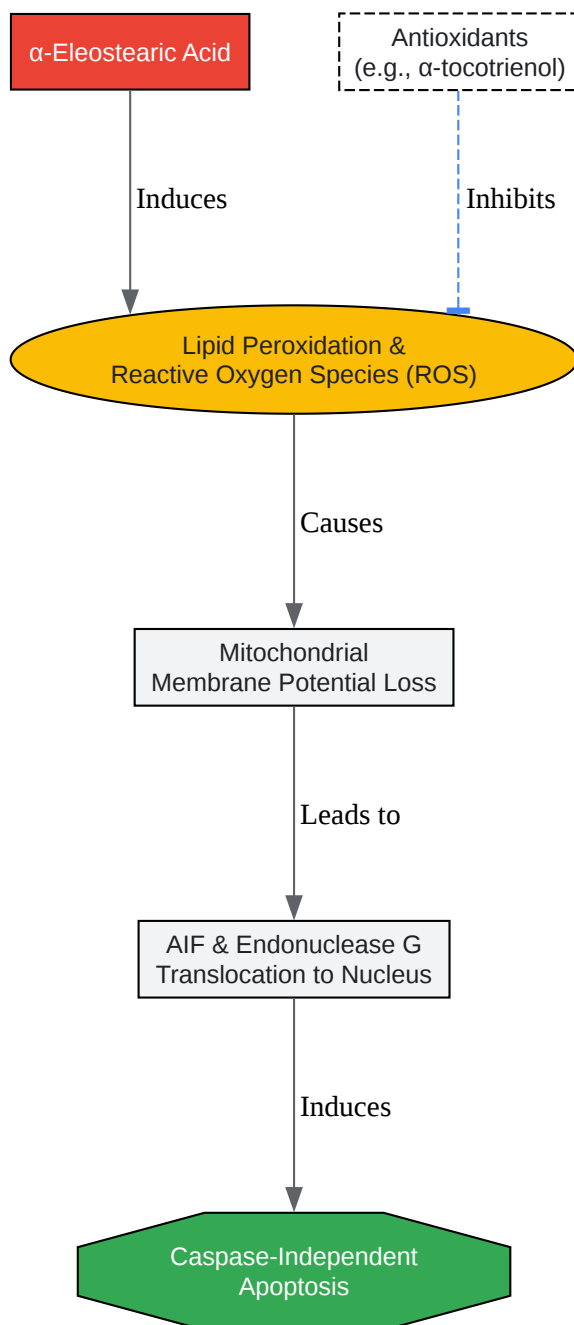 α-Eleostearic Acid
Antioxidants
(e.g., α-tocotrienol)
Induces
Inhibits
Lipid Peroxidation &
Reactive Oxygen Species (ROS)
Causes
Mitochondrial
Membrane Potential Loss
Leads to
AIF & Endonuclease G
Translocation to Nucleus
Induces
Caspase-Independent
Apoptosis